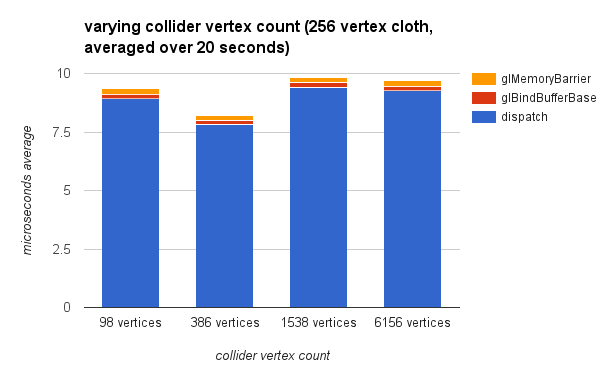 varying collider vertex count (256 vertex cloth,
averaged over 20 seconds)
10
7.5
5
2.5
0
microseconds average
98 vertices
386 vertices
1538 vertices
6156 vertices
collider vertex count
glMemoryBarrier
glBindBufferBase
dispatch